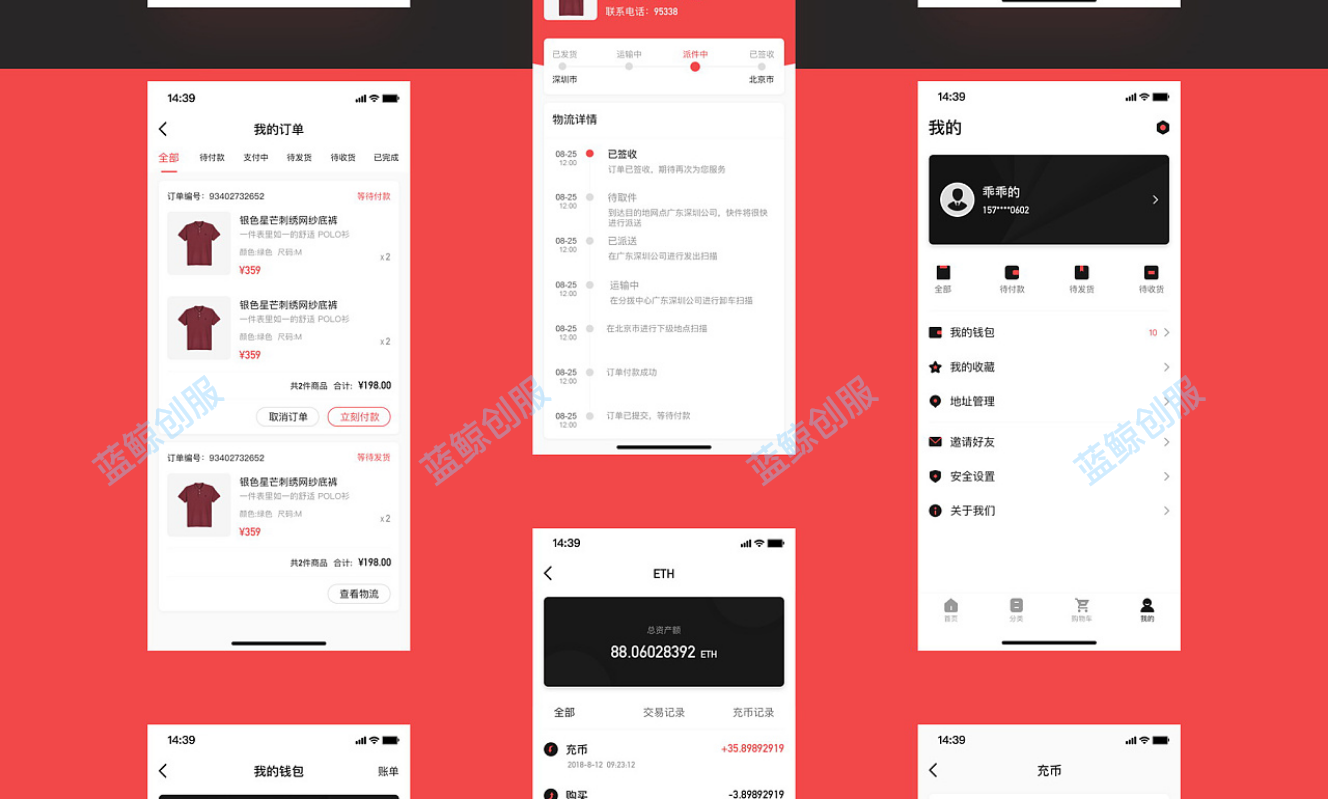 联系电话：95338
已发货 运输中 派件中 已签收
深圳市 北京市
物流详情
08-25 已签收
12:00 订单已签收，期待再次为您服务
08-25 待取件
12:00 到达目的地网点广东深圳公司，快件将很快
进行派送
08-25 已派送
12:00 在广东深圳公司进行发出扫描
08-25 运输中
12:00 在分拨中心广东深圳公司进行卸车扫描
08-25 在北京市进行下级地点扫描
12:00
08-25 订单付款成功
12:00
08-25 订单已提交，等待付款
12:00
14:39
我的订单
全部 待付款 支付中 待发货 待收货 已完成
订单编号：93402732652 等待付款
银色星芒刺绣网纱底裤
一件表里如一的舒适 POLO衫
颜色:绿色 尺码:M x 2
¥359
银色星芒刺绣网纱底裤
一件表里如一的舒适 POLO衫
颜色:绿色 尺码:M x 2
¥359
共2件商品 合计: ¥198.00
取消订单 立刻付款
订单编号：93402732652 等待发货
银色星芒刺绣网纱底裤
一件表里如一的舒适 POLO衫
颜色:绿色 尺码:M x 2
¥359
共2件商品 合计: ¥198.00
查看物流
14:39
我的
乖乖的
157****0602
全部 待付款 待发货 待收货
我的钱包 10
我的收藏
地址管理
邀请好友
安全设置
关于我们
首页 分类 购物车 我的
14:39
ETH
总资产额
88.06028392 ETH
全部 交易记录 充币记录
充币 +35.89892919
2018-8-12 09:23:12
购买 -3.89892919
14:39
我的钱包 账单
14:39
充币
蓝鲸创服
蓝鲸创服
蓝鲸创服
蓝鲸创服